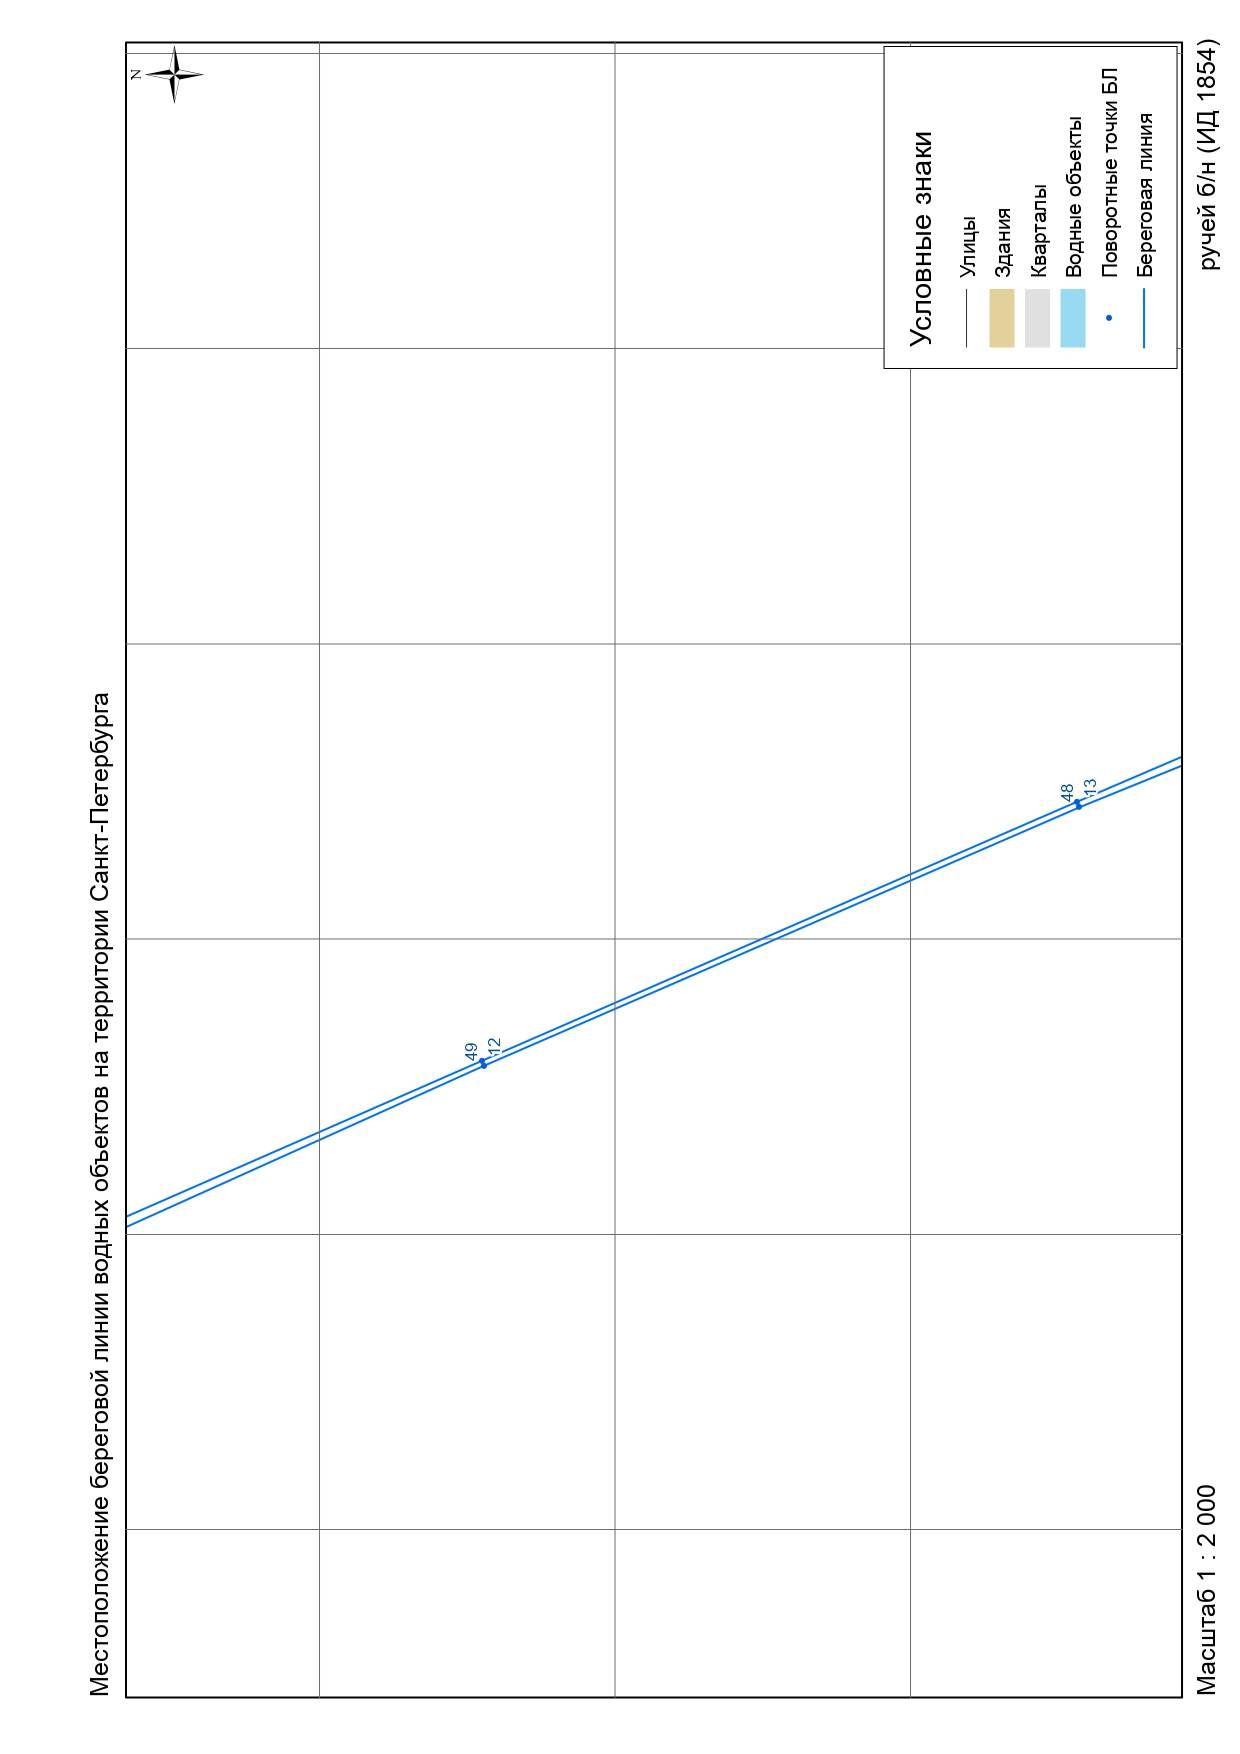 Местоположение береговой линии водных объектов на территории Санкт-Петербурга
N
49
12
48
13
Условные знаки
Улицы
Здания
Кварталы
Водные объекты
Поворотные точки БЛ
Береговая линия
Масштаб 1 : 2 000
ручей б/н (ИД 1854)